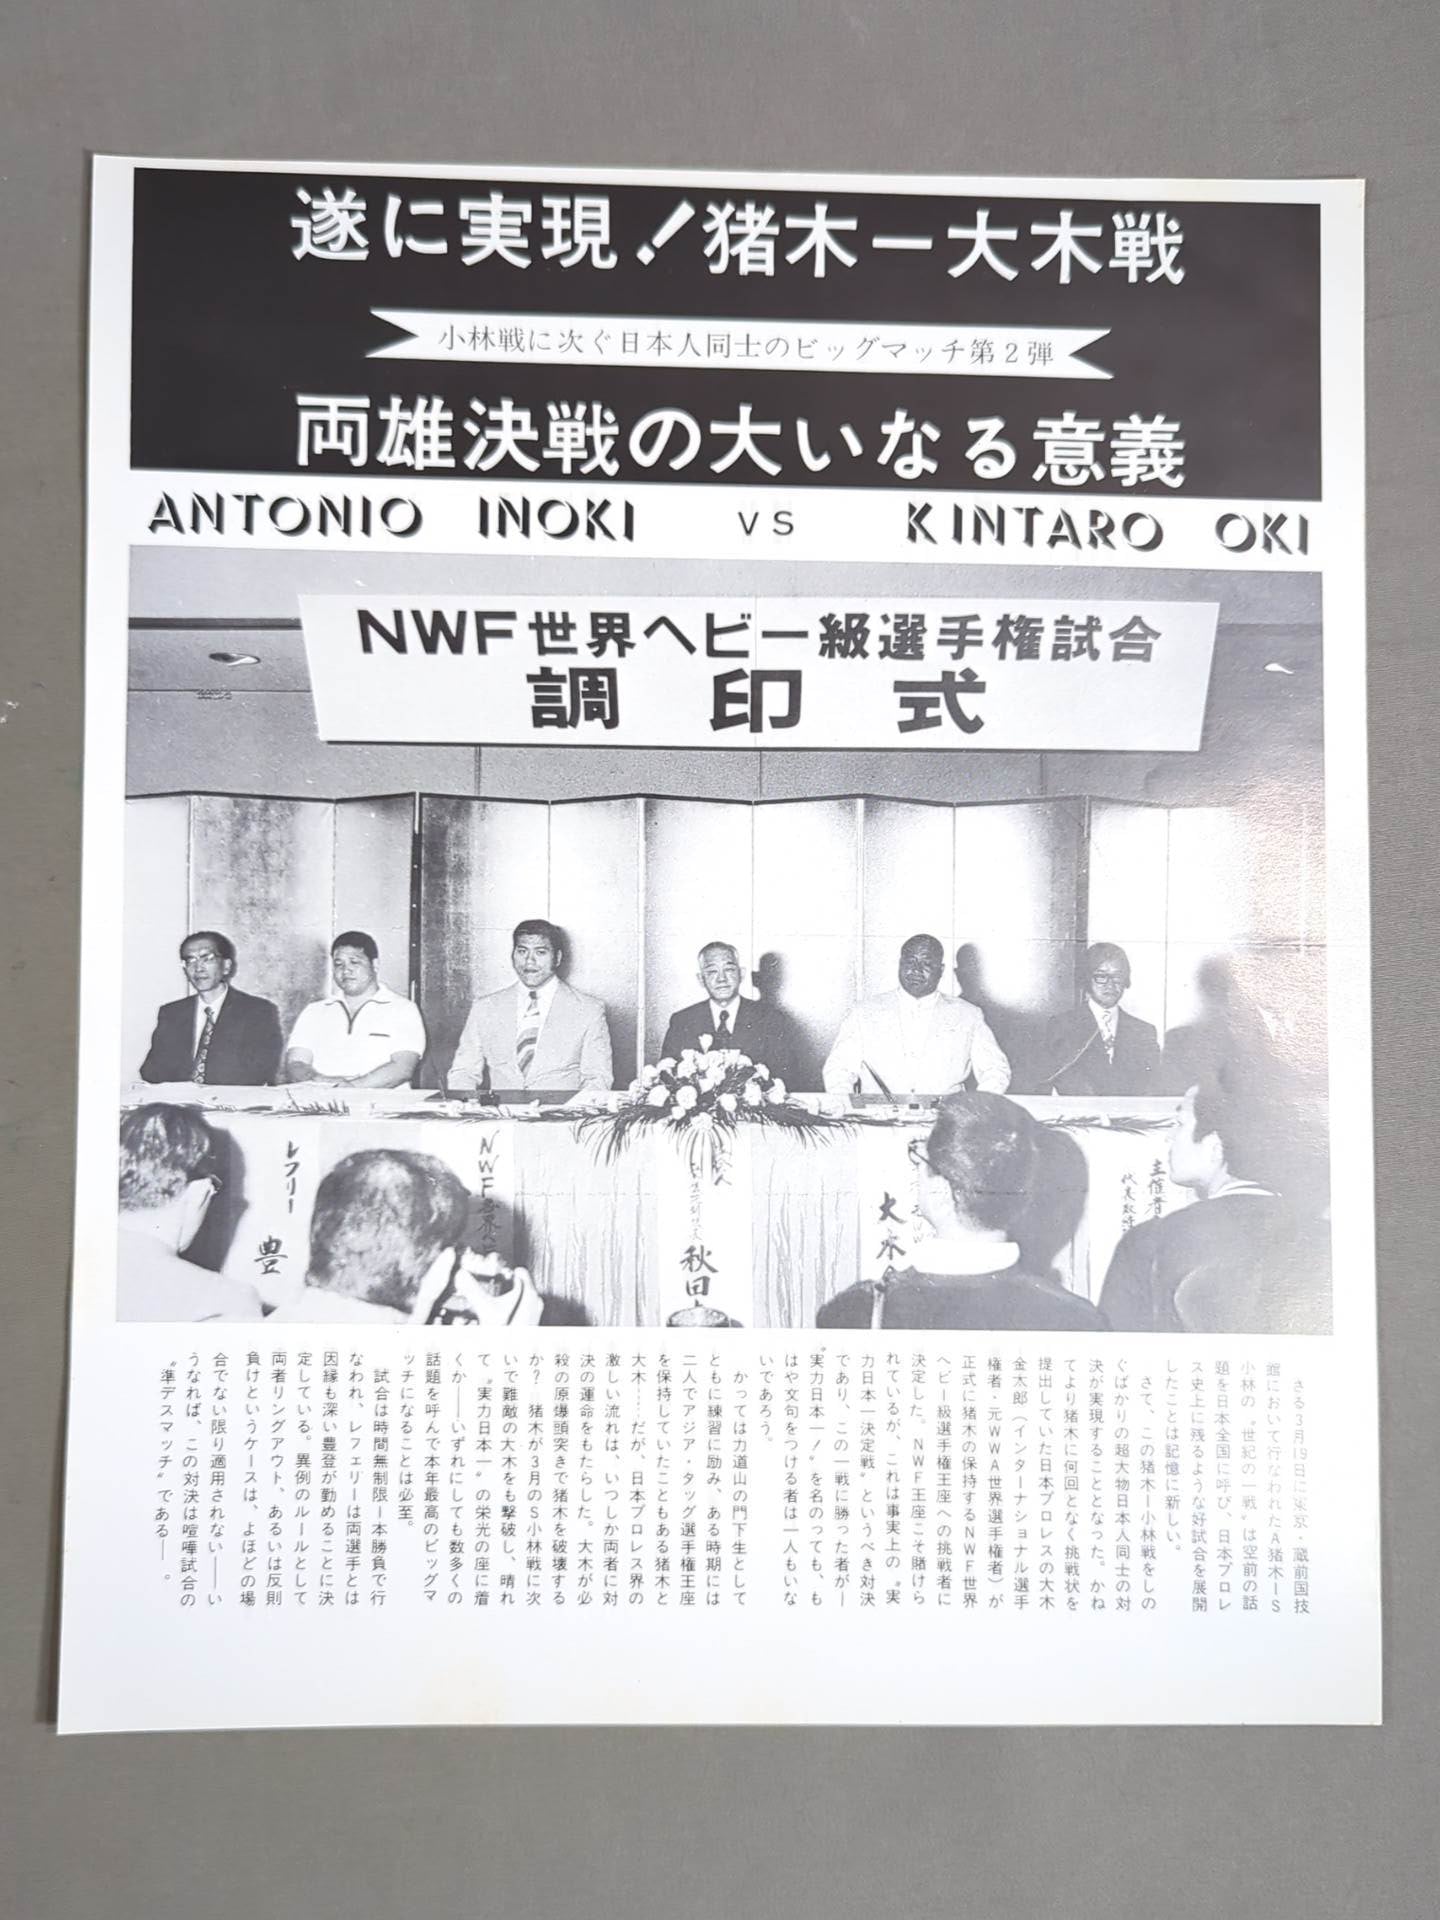 遂に実現！猪木ー大木戦
小林戦に次ぐ日本人同士のビッグマッチ第2弾
両雄決戦の大いなる意義
ANTONIO INOKI VS KINTARO OKI
NWF世界ヘビー級選手権試合
調印式
レフリー 豊
NWF世界ヘビ
秋田
大木
主催者
代表取締
さる3月19日に東京・蔵前国技
館において行なわれたA猪木ーS
小林の〝世紀の一戦〟は空前の話
題を日本全国に呼び、日本プロレ
ス史上に残るような好試合を展開
したことは記憶に新しい。
さて、この猪木ー小林戦をしの
ぐばかりの超大物日本人同士の対
決が実現することとなった。かね
てより猪木に何回となく挑戦状を
提出していた日本プロレスの大木
金太郎（インターナショナル選手
権者・元WWA世界選手権者）が
正式に猪木の保持するNWF世界
ヘビー級選手権王座への挑戦者に
決定した。NWF王座こそ賭けら
れているが、これは事実上の〝実
力日本一決定戦〟というべき対決
であり、この一戦に勝った者が——
〝実力日本一！〟を名のっても、も
はや文句をつける者は一人もいな
いであろう。
かっては力道山の門下生として
ともに練習に励み、ある時期には
二人でアジア・タッグ選手権王座
を保持していたこともある猪木と
大木……だが、日本プロレス界の
激しい流れは、いつしか両者に対
決の運命をもたらした。大木が必
殺の原爆頭突きで猪木を破壊する
か？　猪木が3月のS小林戦に次
いで難敵の大木をも撃破し、晴れ
て〝実力日本一〟の栄光の座に着
くか——いずれにしても数多くの
話題を呼んで本年最高のビッグマ
ッチになることは必至。
試合は時間無制限一本勝負で行
なわれ、レフェリーは両選手とは
因縁も深い豊登が勤めることに決
定している。異例のルールとして
両者リングアウト、あるいは反則
負けというケースは、よほどの場
合でない限り適用されない——い
うなれば、この対決は喧嘩試合の
〝準デスマッチ〟である——。